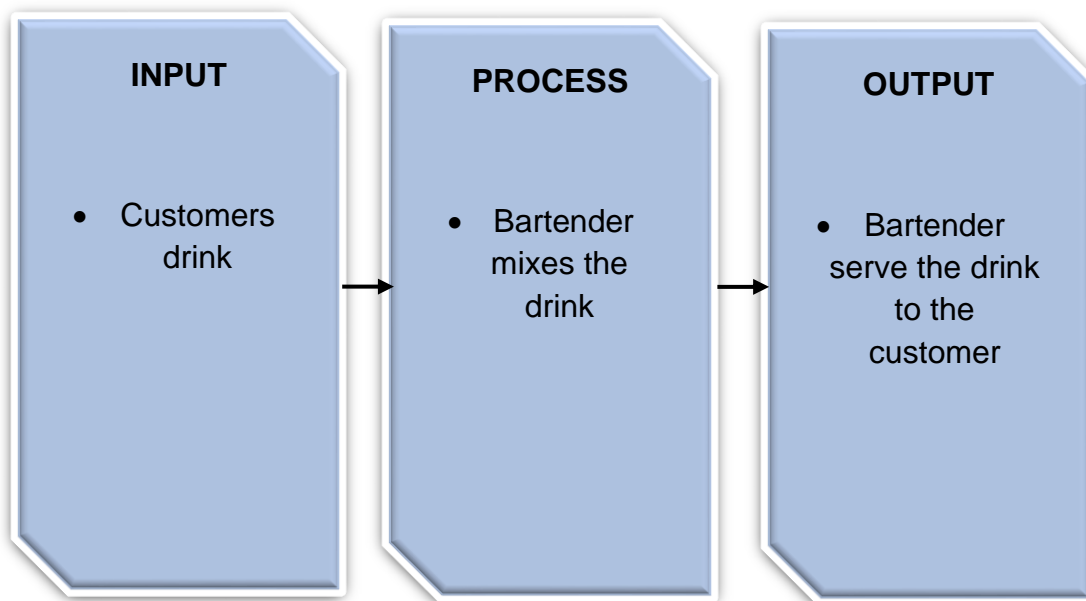 INPUT
• Customers
drink
PROCESS
• Bartender
mixes the
drink
OUTPUT
• Bartender
serve the drink
to the
customer